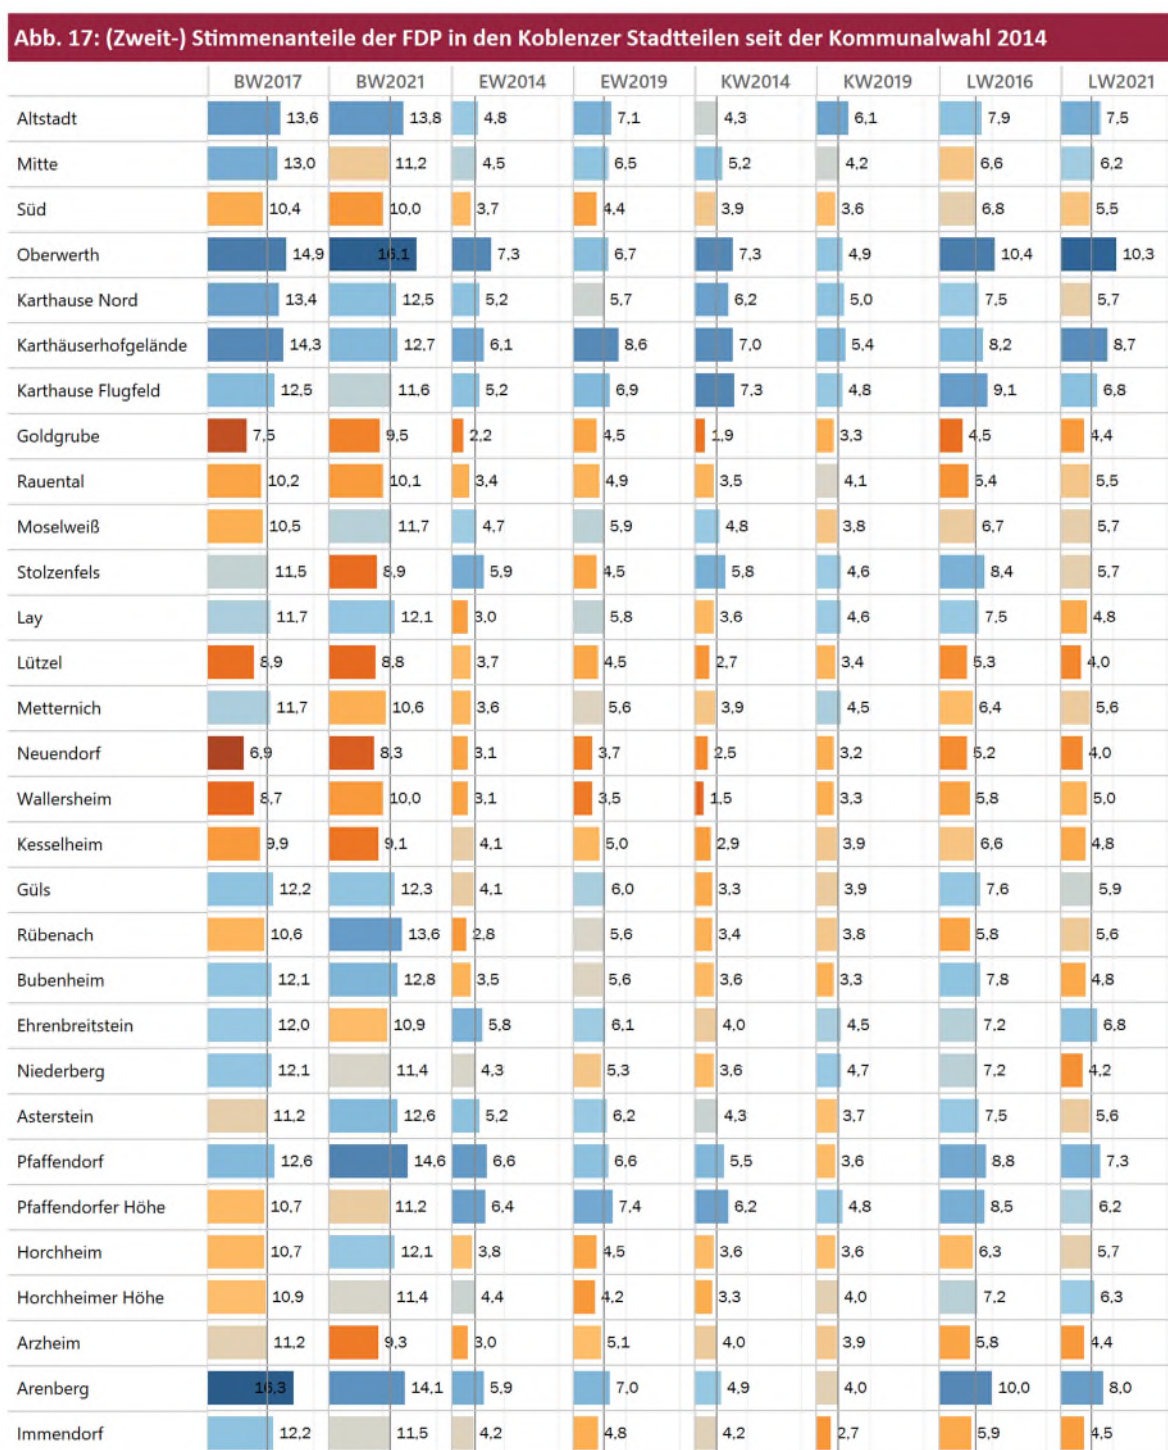 Abb. 17: (Zweit-) Stimmenanteile der FDP in den Koblenzer Stadtteilen seit der Kommunalwahl 2014
BW2017 BW2021 EW2014 EW2019 KW2014 KW2019 LW2016 LW2021
Altstadt 13,6 13,8 4,8 7,1 4,3 6,1 7,9 7,5
Mitte 13,0 11,2 4,5 6,5 5,2 4,2 6,6 6,2
Süd 10,4 10,0 3,7 4,4 3,9 3,6 6,8 5,5
Oberwerth 14,9 16,1 7,3 6,7 7,3 4,9 10,4 10,3
Karthause Nord 13,4 12,5 5,2 5,7 6,2 5,0 7,5 5,7
Karthäuserhofgelände 14,3 12,7 6,1 8,6 7,0 5,4 8,2 8,7
Karthause Flugfeld 12,5 11,6 5,2 6,9 7,3 4,8 9,1 6,8
Goldgrube 7,5 9,5 2,2 4,5 1,9 3,3 4,5 4,4
Rauental 10,2 10,1 3,4 4,9 3,5 4,1 5,4 5,5
Moselweiß 10,5 11,7 4,7 5,9 4,8 3,8 6,7 5,7
Stolzenfels 11,5 8,9 5,9 4,5 5,8 4,6 8,4 5,7
Lay 11,7 12,1 3,0 5,8 3,6 4,6 7,5 4,8
Lützel 8,9 8,8 3,7 4,5 2,7 3,4 5,3 4,0
Metternich 11,7 10,6 3,6 5,6 3,9 4,5 6,4 5,6
Neuendorf 6,9 8,3 3,1 3,7 2,5 3,2 5,2 4,0
Wallersheim 8,7 10,0 3,1 3,5 1,5 3,3 5,8 5,0
Kesselheim 9,9 9,1 4,1 5,0 2,9 3,9 6,6 4,8
Güls 12,2 12,3 4,1 6,0 3,3 3,9 7,6 5,9
Rübenach 10,6 13,6 2,8 5,6 3,4 3,8 5,8 5,6
Bubenheim 12,1 12,8 3,5 5,6 3,6 3,3 7,8 4,8
Ehrenbreitstein 12,0 10,9 5,8 6,1 4,0 4,5 7,2 6,8
Niederberg 12,1 11,4 4,3 5,3 3,6 4,7 7,2 4,2
Asterstein 11,2 12,6 5,2 6,2 4,3 3,7 7,5 5,6
Pfaffendorf 12,6 14,6 6,6 6,6 5,5 3,6 8,8 7,3
Pfaffendorfer Höhe 10,7 11,2 6,4 7,4 6,2 4,8 8,5 6,2
Horchheim 10,7 12,1 3,8 4,5 3,6 3,6 6,3 5,7
Horchheimer Höhe 10,9 11,4 4,4 4,2 3,3 4,0 7,2 6,3
Arzheim 11,2 9,3 3,0 5,1 4,0 3,9 5,8 4,4
Arenberg 16,3 14,1 5,9 7,0 4,9 4,0 10,0 8,0
Immendorf 12,2 11,5 4,2 4,8 4,2 2,7 5,9 4,5